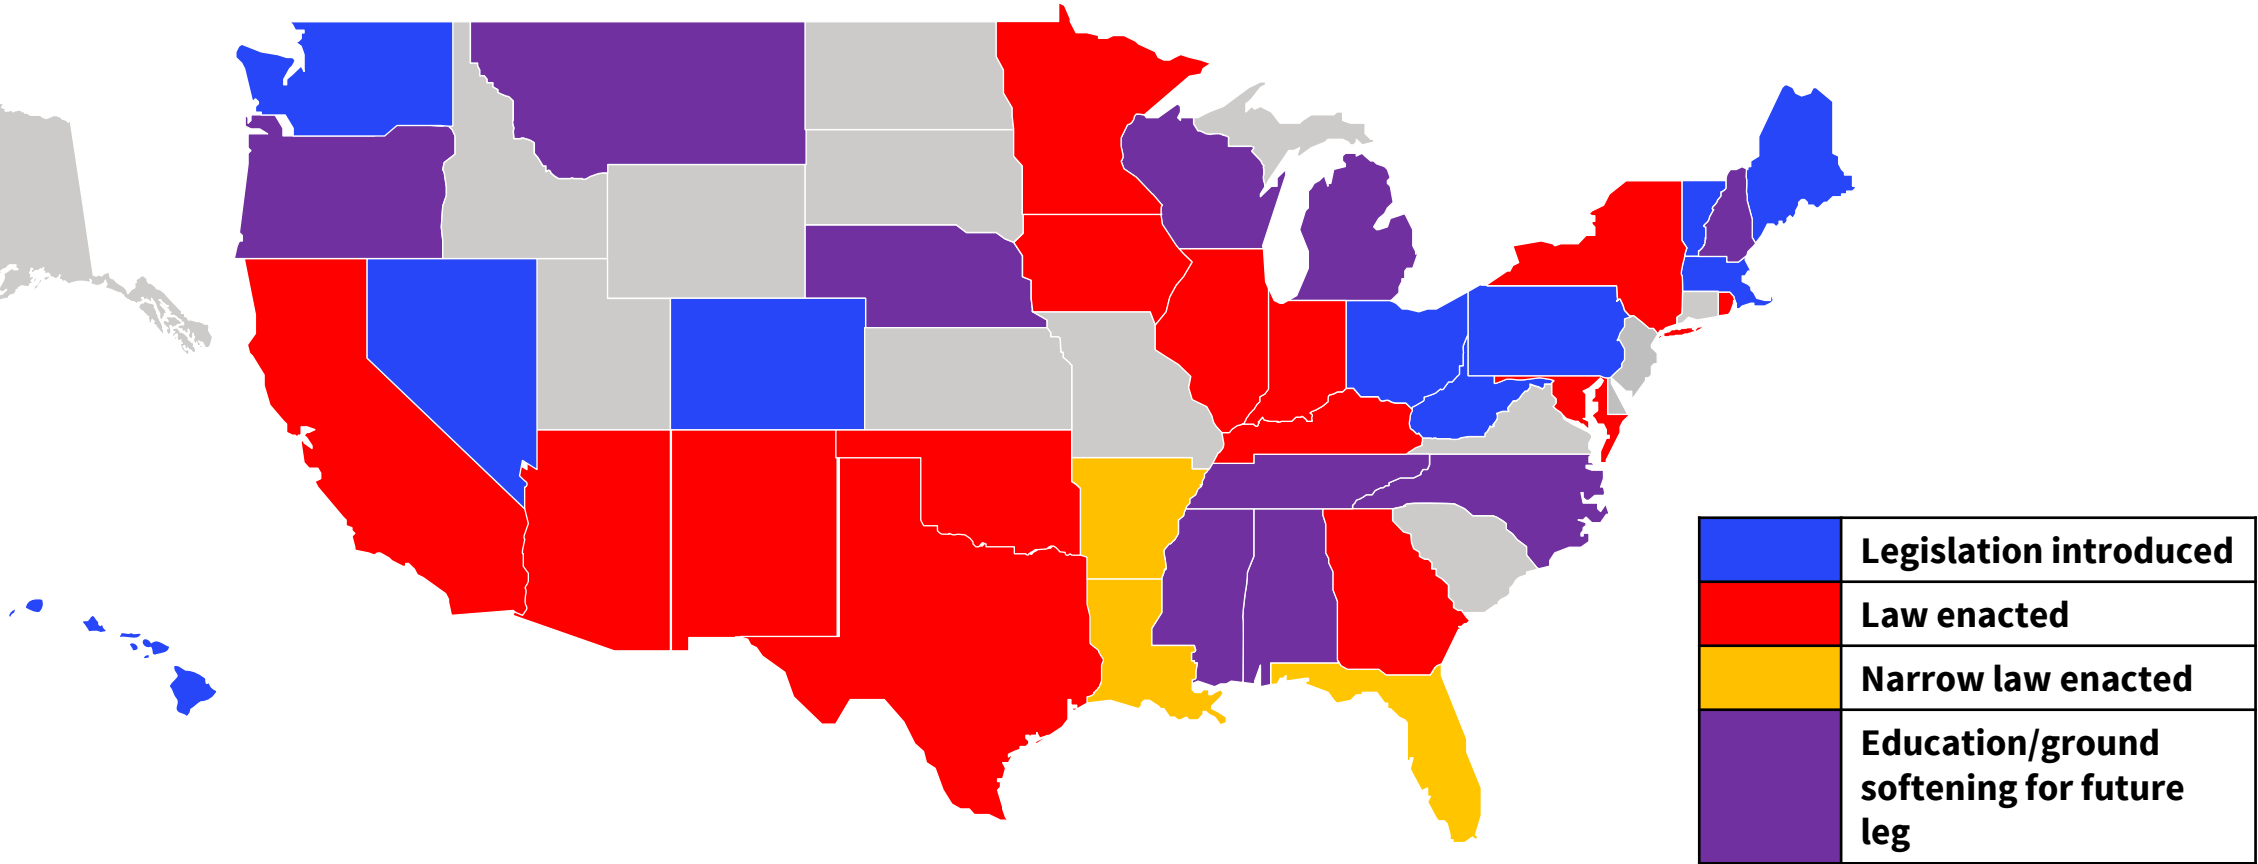 Legislation introduced
Law enacted
Narrow law enacted
Education/ground
softening for future
leg